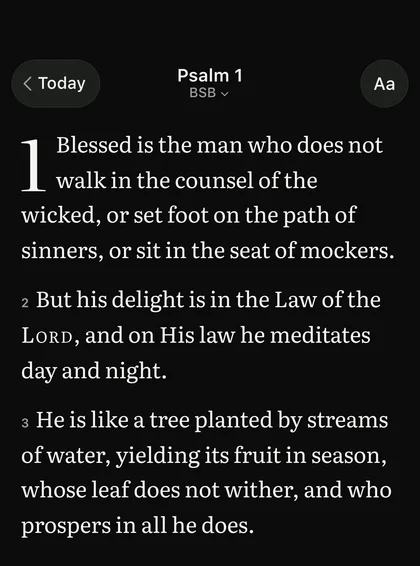 Today
Psalm 1
BSB
Aa
1 Blessed is the man who does not
walk in the counsel of the
wicked, or set foot on the path of
sinners, or sit in the seat of mockers.
2 But his delight is in the Law of the
LORD, and on His law he meditates
day and night.
3 He is like a tree planted by streams
of water, yielding its fruit in season,
whose leaf does not wither, and who
prospers in all he does.